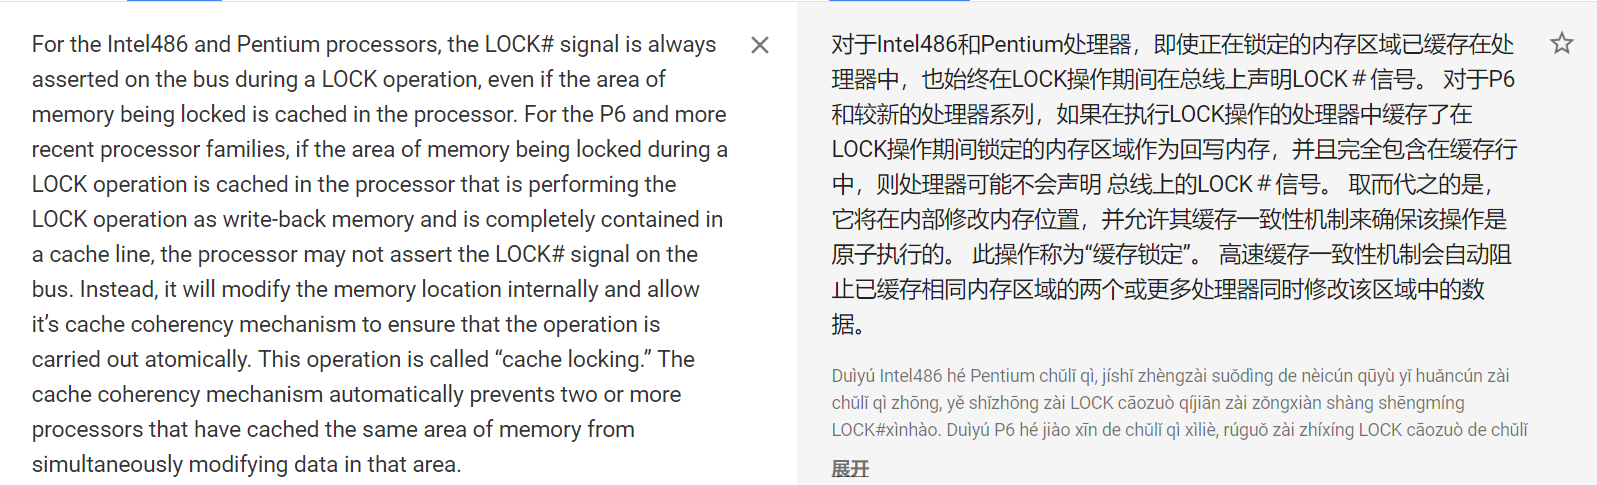 For the Intel486 and Pentium processors, the LOCK# signal is always
asserted on the bus during a LOCK operation, even if the area of
memory being locked is cached in the processor. For the P6 and more
recent processor families, if the area of memory being locked during a
LOCK operation is cached in the processor that is performing the
LOCK operation as write-back memory and is completely contained in
a cache line, the processor may not assert the LOCK# signal on the
bus. Instead, it will modify the memory location internally and allow
it’s cache coherency mechanism to ensure that the operation is
carried out atomically. This operation is called “cache locking.” The
cache coherency mechanism automatically prevents two or more
processors that have cached the same area of memory from
simultaneously modifying data in that area.
对于Intel486和Pentium处理器，即使正在锁定的内存区域已缓存在处
理器中，也始终在LOCK操作期间在总线上声明LOCK＃信号。 对于P6
和较新的处理器系列，如果在执行LOCK操作的处理器中缓存了在
LOCK操作期间锁定的内存区域作为回写内存，并且完全包含在缓存行
中，则处理器可能不会声明 总线上的LOCK＃信号。 取而代之的是，
它将在内部修改内存位置，并允许其缓存一致性机制来确保该操作是
原子执行的。 此操作称为“缓存锁定”。 高速缓存一致性机制会自动阻
止已缓存相同内存区域的两个或更多处理器同时修改该区域中的数
据。
Duìyú Intel486 hé Pentium chǔlǐ qì, jíshǐ zhèngzài suǒdìng de nèicún qūyù yǐ huǎncún zài
chǔlǐ qì zhōng, yě shǐzhōng zài LOCK cāozuò qíjiān zài zǒngxiàn shàng shēngmíng
LOCK#xìnhào. Duìyú P6 hé jiào xīn de chǔlǐ qì xìliè, rúguǒ zài zhíxíng LOCK cāozuò de chǔlǐ
展开